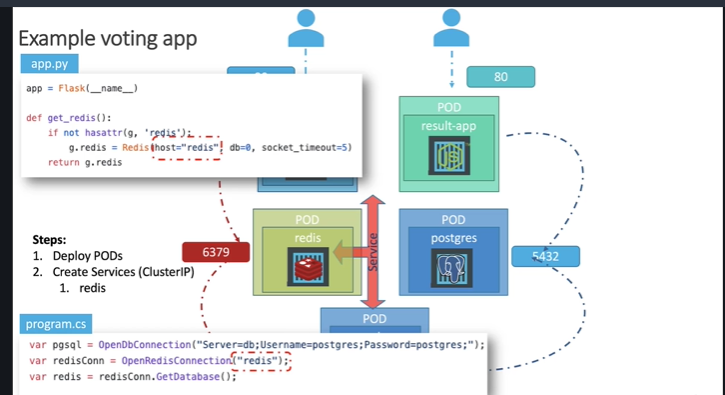 Example voting app
app.py
app = Flask(__name__)
def get_redis():
if not hasattr(g, 'redis'):
g.redis = Redis(host="redis", db=0, socket_timeout=5)
return g.redis
80
POD
result-app
POD
redis
POD
postgres
Service
6379
5432
Steps:
1. Deploy PODs
2. Create Services (ClusterIP)
1. redis
POD
program.cs
var pgsql = OpenDbConnection("Server=db;Username=postgres;Password=postgres;");
var redisConn = OpenRedisConnection("redis");
var redis = redisConn.GetDatabase();